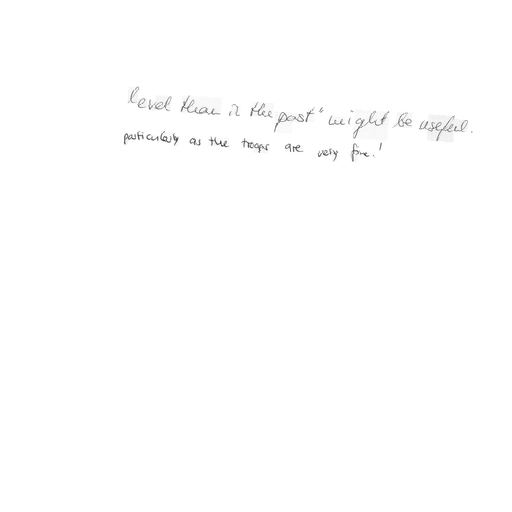 level than in the past" might be useful.
particularly as the troops are very fine.'